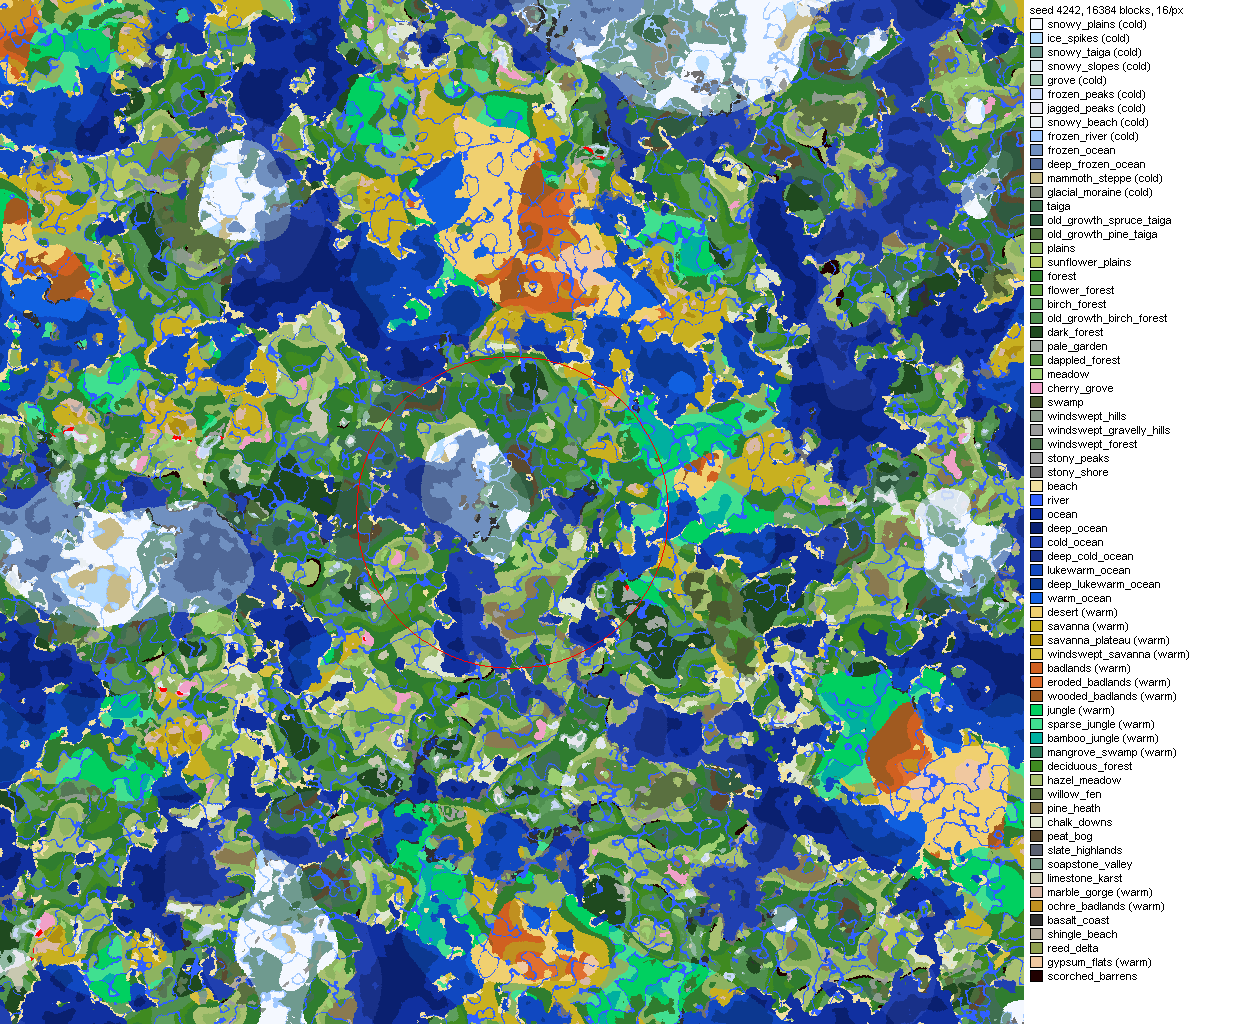 seed 4242, 16384 blocks, 16/px
snowy_plains (cold)
ice_spikes (cold)
snowy_taiga (cold)
snowy_slopes (cold)
grove (cold)
frozen_peaks (cold)
jagged_peaks (cold)
snowy_beach (cold)
frozen_river (cold)
frozen_ocean
deep_frozen_ocean
mammoth_steppe (cold)
glacial_moraine (cold)
taiga
old_growth_spruce_taiga
old_growth_pine_taiga
plains
sunflower_plains
forest
flower_forest
birch_forest
old_growth_birch_forest
dark_forest
pale_garden
dappled_forest
meadow
cherry_grove
swamp
windswept_hills
windswept_gravelly_hills
windswept_forest
stony_peaks
stony_shore
beach
river
ocean
deep_ocean
cold_ocean
deep_cold_ocean
lukewarm_ocean
deep_lukewarm_ocean
warm_ocean
desert (warm)
savanna (warm)
savanna_plateau (warm)
windswept_savanna (warm)
badlands (warm)
eroded_badlands (warm)
wooded_badlands (warm)
jungle (warm)
sparse_jungle (warm)
bamboo_jungle (warm)
mangrove_swamp (warm)
deciduous_forest
hazel_meadow
willow_fen
pine_heath
chalk_downs
peat_bog
slate_highlands
soapstone_valley
limestone_karst
marble_gorge (warm)
ochre_badlands (warm)
basalt_coast
shingle_beach
reed_delta
gypsum_flats (warm)
scorched_barrens